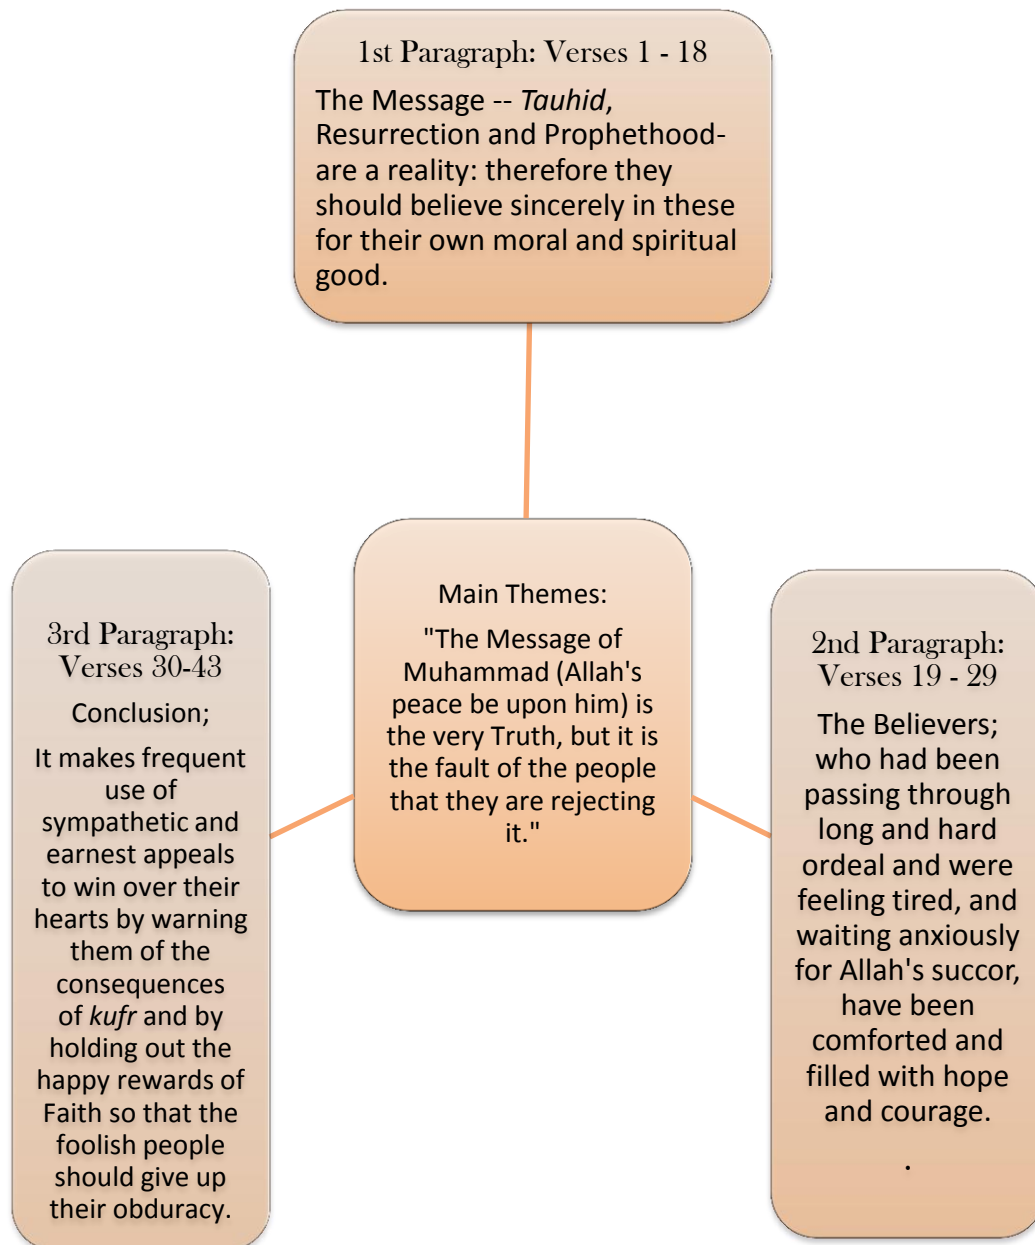 1st Paragraph: Verses 1 - 18
The Message -- Tauhid,
Resurrection and Prophethood-
are a reality: therefore they
should believe sincerely in these
for their own moral and spiritual
good.
Main Themes:
"The Message of
Muhammad (Allah's
peace be upon him) is
the very Truth, but it is
the fault of the people
that they are rejecting
it."
2nd Paragraph:
Verses 19 - 29
The Believers;
who had been
passing through
long and hard
ordeal and were
feeling tired, and
waiting anxiously
for Allah's succor,
have been
comforted and
filled with hope
and courage.
.
3rd Paragraph:
Verses 30-43
Conclusion;
It makes frequent
use of
sympathetic and
earnest appeals
to win over their
hearts by warning
them of the
consequences
of kufr and by
holding out the
happy rewards of
Faith so that the
foolish people
should give up
their obduracy.